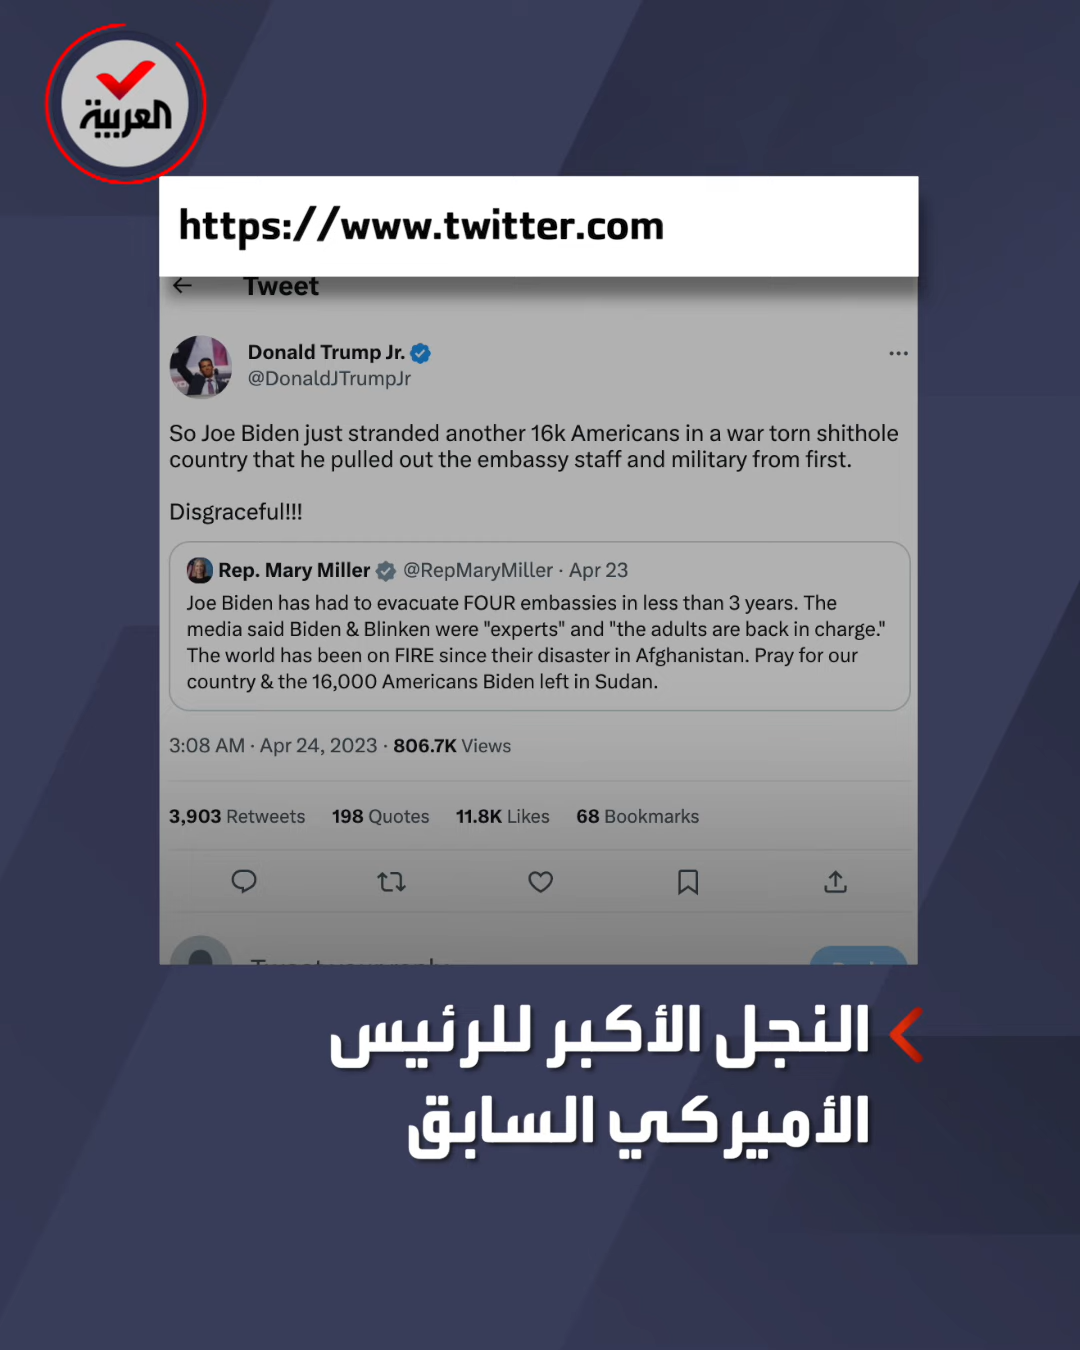 العربية
https://www.twitter.com
Tweet
Donald Trump Jr.
@DonaldJTrumpJr
So Joe Biden just stranded another 16k Americans in a war torn shithole
country that he pulled out the embassy staff and military from first.
Disgraceful!!!
Rep. Mary Miller @RepMaryMiller · Apr 23
Joe Biden has had to evacuate FOUR embassies in less than 3 years. The
media said Biden & Blinken were "experts" and "the adults are back in charge."
The world has been on FIRE since their disaster in Afghanistan. Pray for our
country & the 16,000 Americans Biden left in Sudan.
3:08 AM · Apr 24, 2023 · 806.7K Views
3,903 Retweets 198 Quotes 11.8K Likes 68 Bookmarks
النجل الأكبر للرئيس
الأميركي السابق